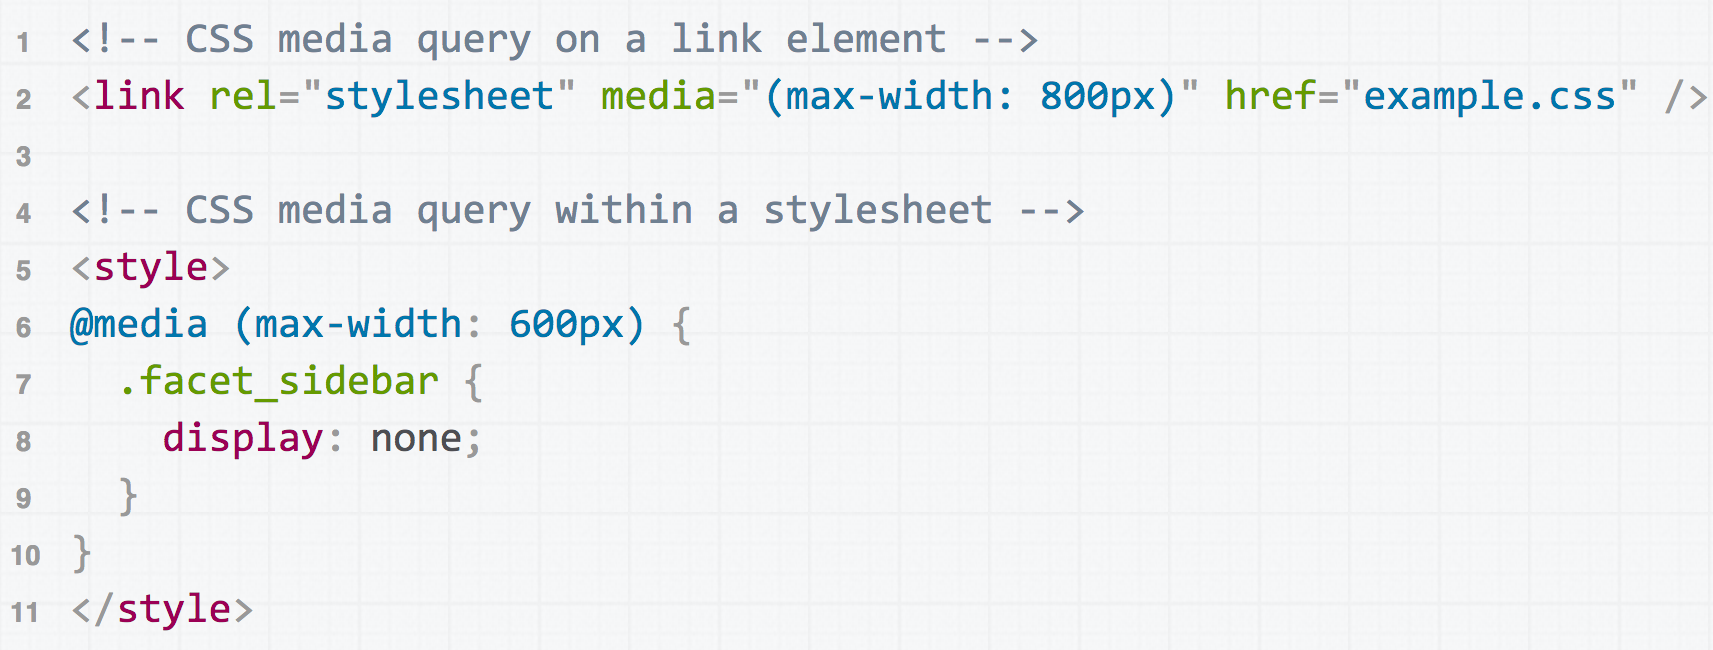 1 <!-- CSS media query on a link element -->
2 <link rel="stylesheet" media="(max-width: 800px)" href="example.css" />
3
4 <!-- CSS media query within a stylesheet -->
5 <style>
6 @media (max-width: 600px) {
7   .facet_sidebar {
8     display: none;
9   }
10 }
11 </style>